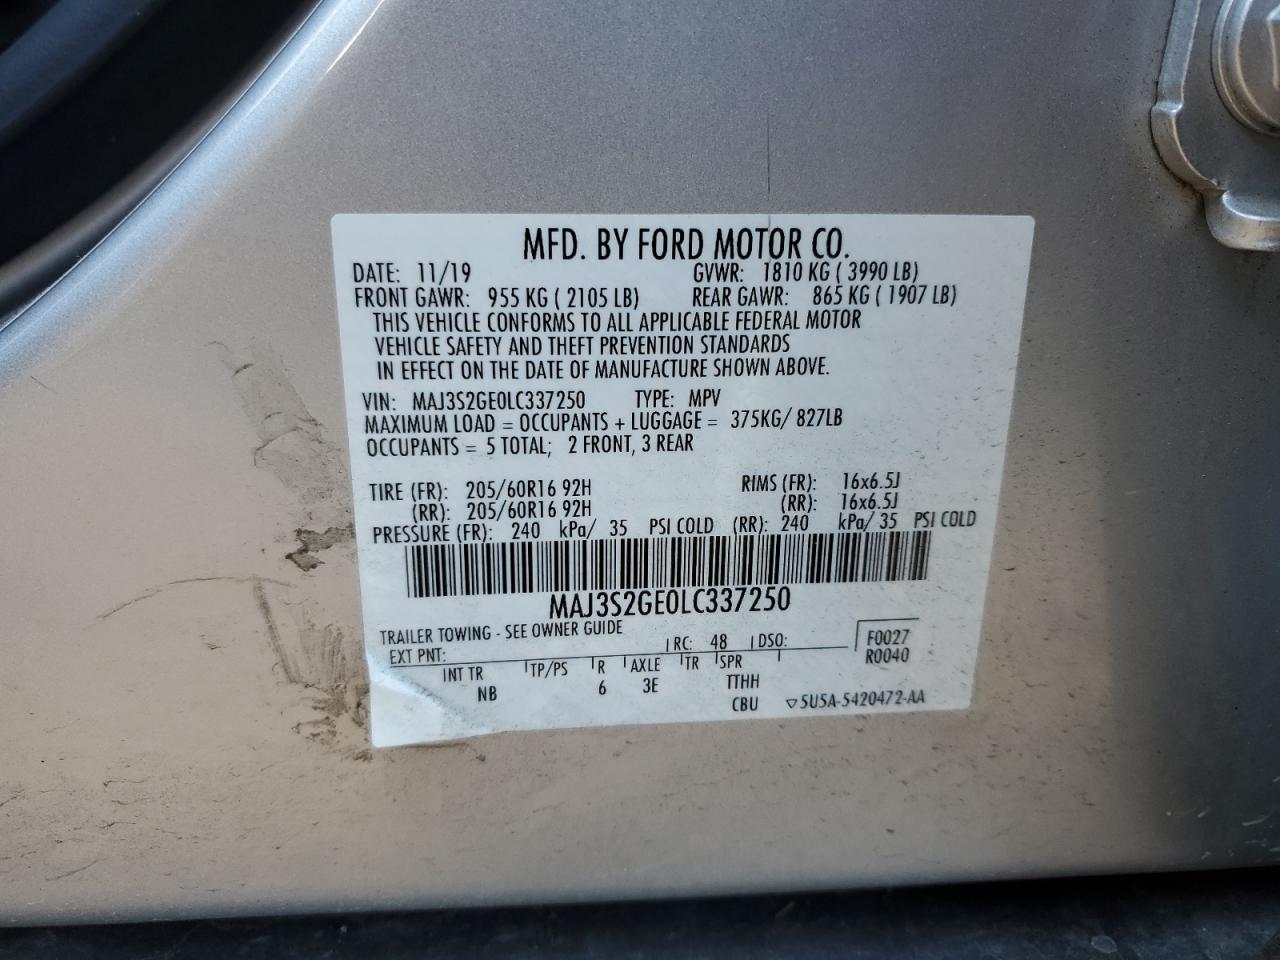 MFD. BY FORD MOTOR CO.
DATE: 11/19 GVWR: 1810 KG ( 3990 LB)
FRONT GAWR: 955 KG ( 2105 LB) REAR GAWR: 865 KG ( 1907 LB)
THIS VEHICLE CONFORMS TO ALL APPLICABLE FEDERAL MOTOR
VEHICLE SAFETY AND THEFT PREVENTION STANDARDS
IN EFFECT ON THE DATE OF MANUFACTURE SHOWN ABOVE.
VIN: MAJ3S2GE0LC337250 TYPE: MPV
MAXIMUM LOAD = OCCUPANTS + LUGGAGE = 375KG/ 827LB
OCCUPANTS = 5 TOTAL; 2 FRONT, 3 REAR
TIRE (FR): 205/60R16 92H RIMS (FR): 16x6.5J
(RR): 205/60R16 92H (RR): 16x6.5J
PRESSURE (FR): 240 kPa/ 35 PSI COLD (RR): 240 kPa/ 35 PSI COLD
MAJ3S2GE0LC337250
TRAILER TOWING - SEE OWNER GUIDE
EXT PNT: RC: 48 DSO: F0027
R0040
INT TR TP/PS R AXLE TR SPR
NB 6 3E TTHH
CBU ▽5U5A-5420472-AA